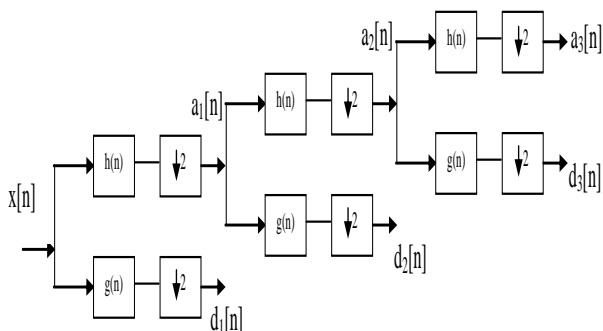 a₂[n] h(n) ↓2 a₃[n]
a₁[n] h(n) ↓2
h(n) ↓2 g(n) ↓2 d₃[n]
x[n] g(n) ↓2 d₂[n]
g(n) ↓2 d₁[n]